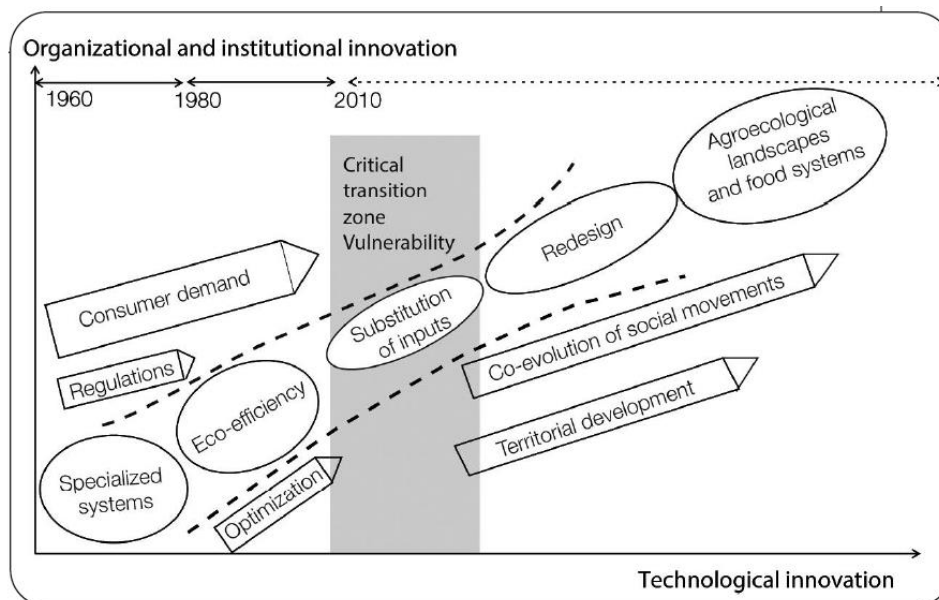 Organizational and institutional innovation
1960
1980
2010
Critical
transition
zone
Vulnerability
Agroecological
landscapes
and food systems
Redesign
Consumer demand
Substitution
of inputs
Regulations
Co-evolution of social movements
Eco-efficiency
Territorial development
Specialized
systems
Optimization
Technological innovation